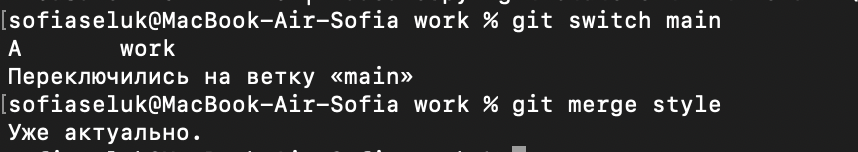 [sofiaseluk@MacBook-Air-Sofia work % git switch main
A work
Переключились на ветку «main»
[sofiaseluk@MacBook-Air-Sofia work % git merge style
Уже актуально.